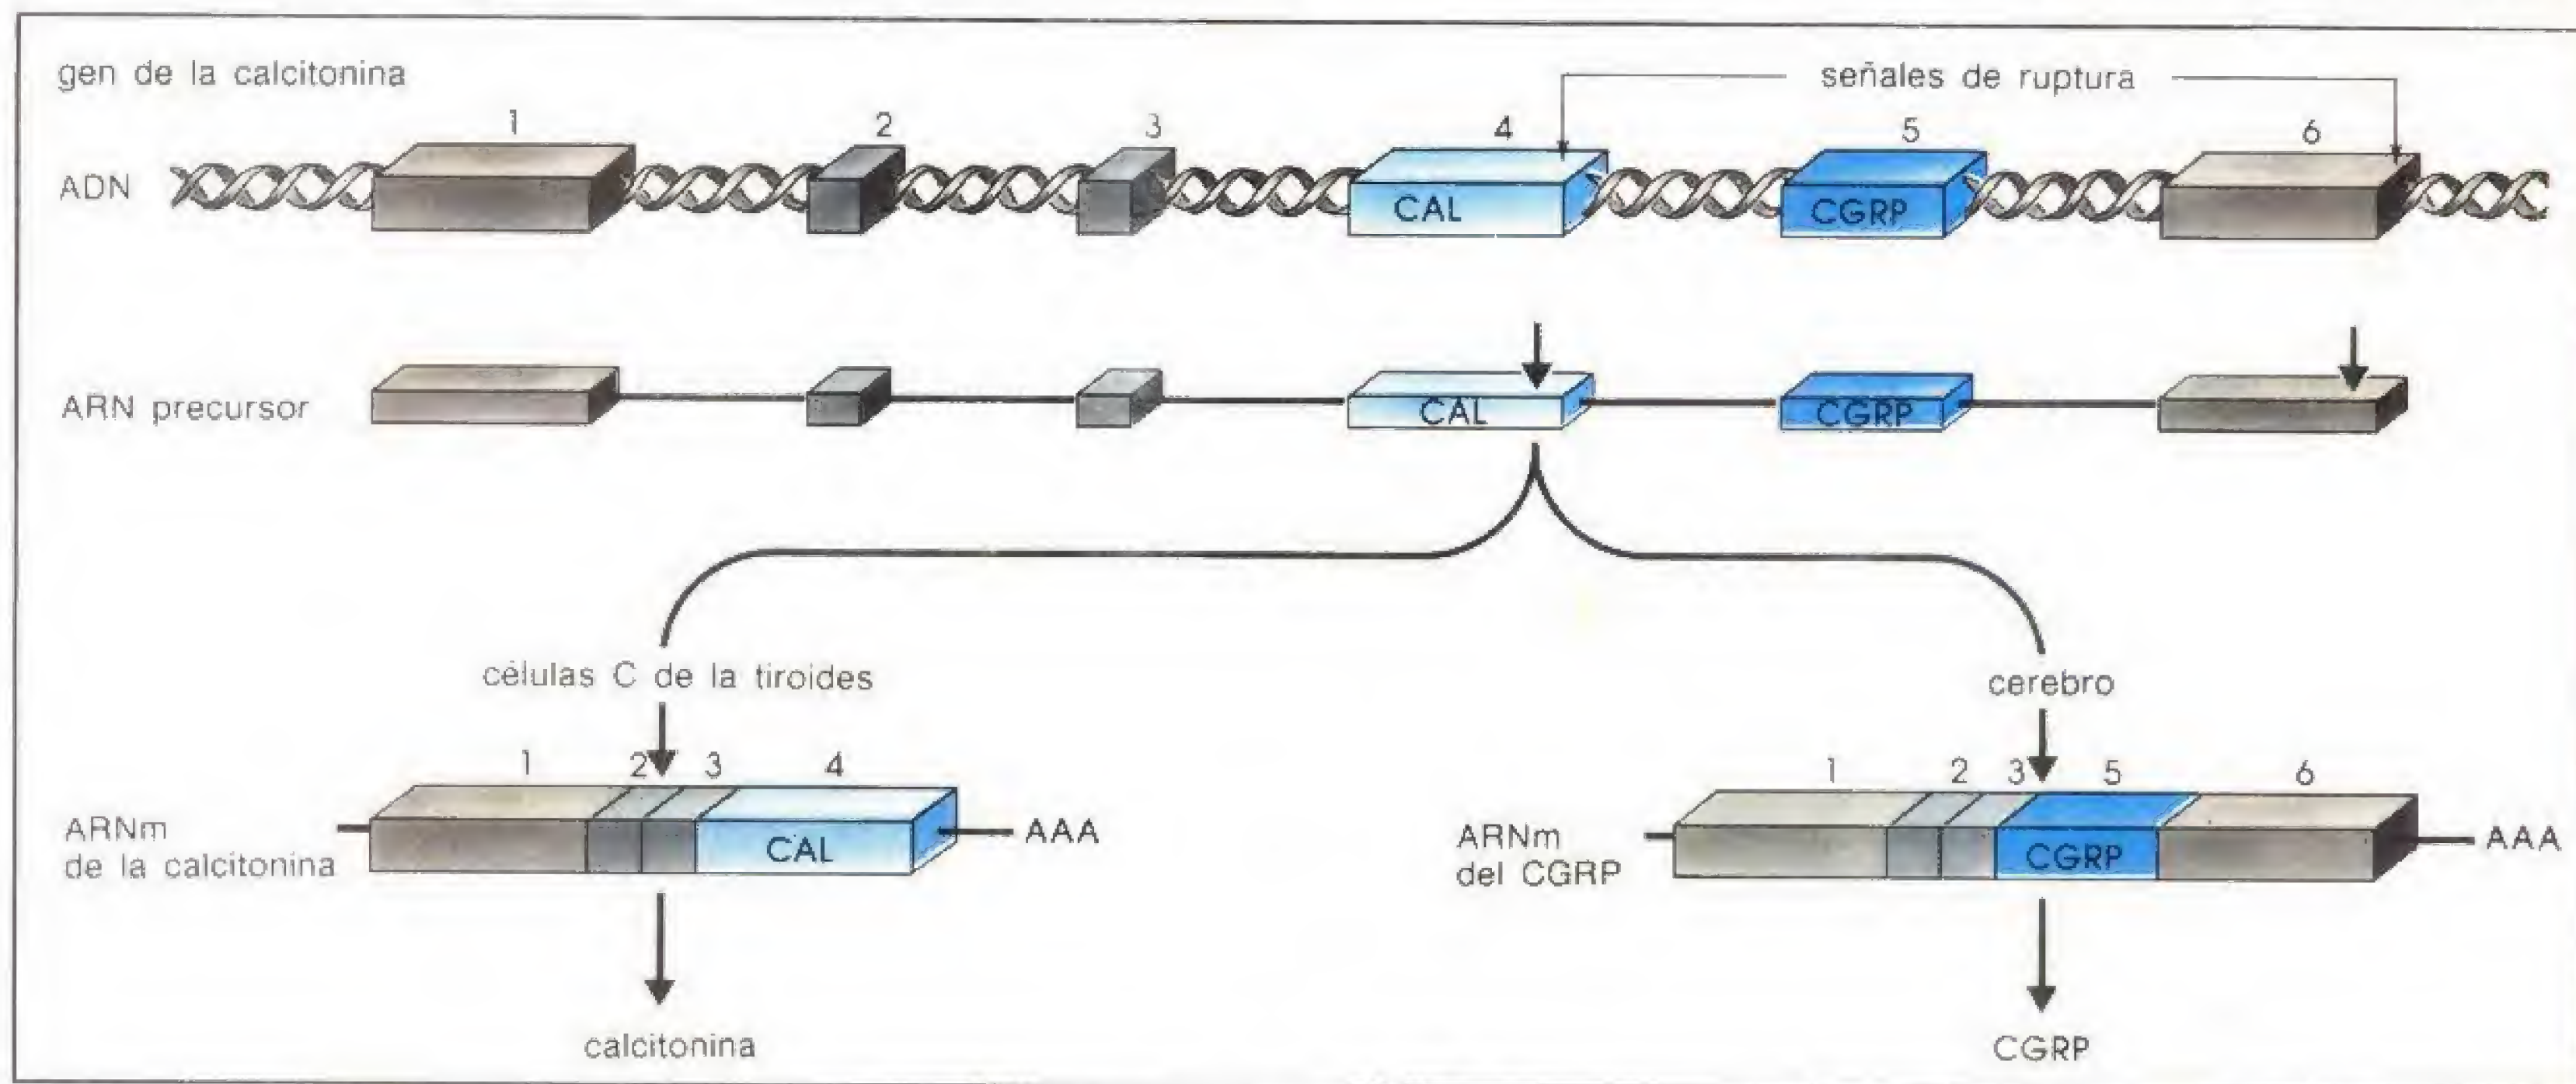 gen de la calcitonina
señales de ruptura
1 2 3 4 5 6
ADN
CAL
CGRP
ARN precursor
CAL
CGRP
células C de la tiroides
cerebro
1 2 3 4
ARNm
de la calcitonina
CAL
AAA
1 2 3 5 6
ARNm
del CGRP
CGRP
AAA
calcitonina
CGRP